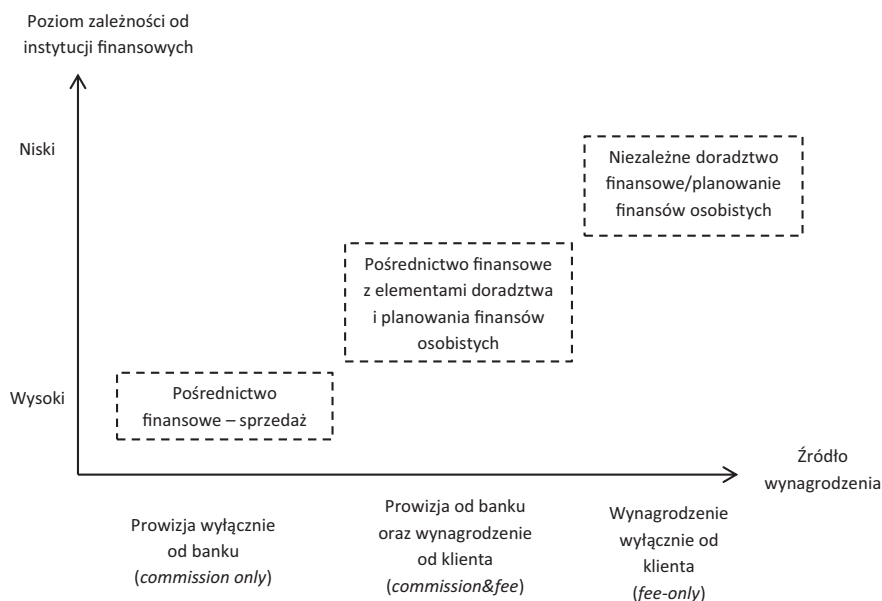 Poziom zależności od
instytucji finansowych
Niski
Niezależne doradztwo
finansowe/planowanie
finansów osobistych
Pośrednictwo finansowe
z elementami doradztwa
i planowania finansów
osobistych
Wysoki
Pośrednictwo
finansowe – sprzedaż
Źródło
wynagrodzenia
Prowizja wyłącznie
od banku
(commission only)
Prowizja od banku
oraz wynagrodzenie
od klienta
(commission&fee)
Wynagrodzenie
wyłącznie od
klienta
(fee-only)